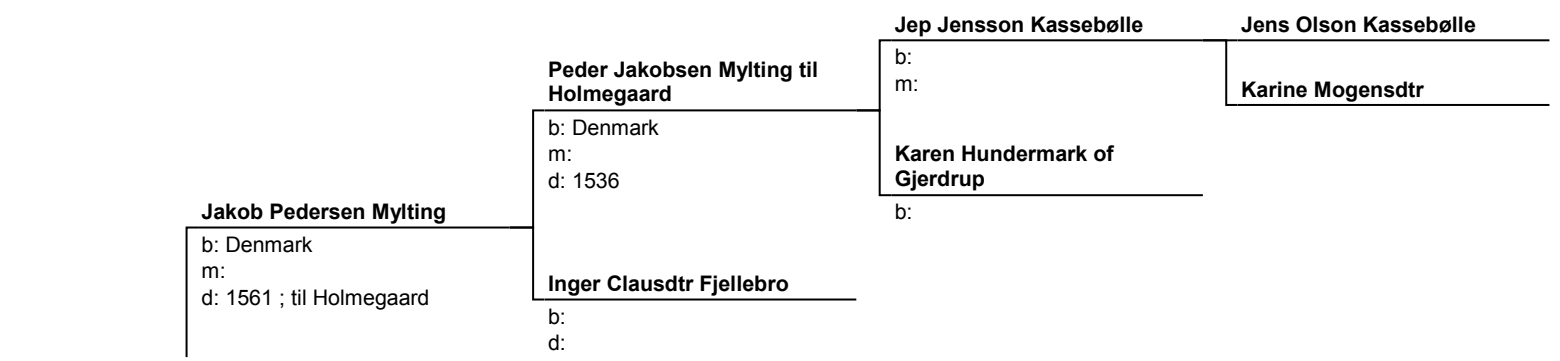 Jep Jensson Kassebølle
Jens Olson Kassebølle
b:
m:
Peder Jakobsen Mylting til
Holmegaard
Karine Mogensdtr
b: Denmark
m:
d: 1536
Karen Hundermark of
Gjerdrup
b:
Jakob Pedersen Mylting
b: Denmark
m:
d: 1561 ; til Holmegaard
Inger Clausdtr Fjellebro
b:
d: